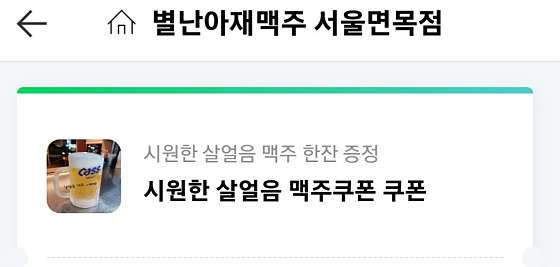 별난아재맥주 서울면목점
시원한 살얼음 맥주 한잔 증정
cass
시원한 살얼음 맥주쿠폰 쿠폰